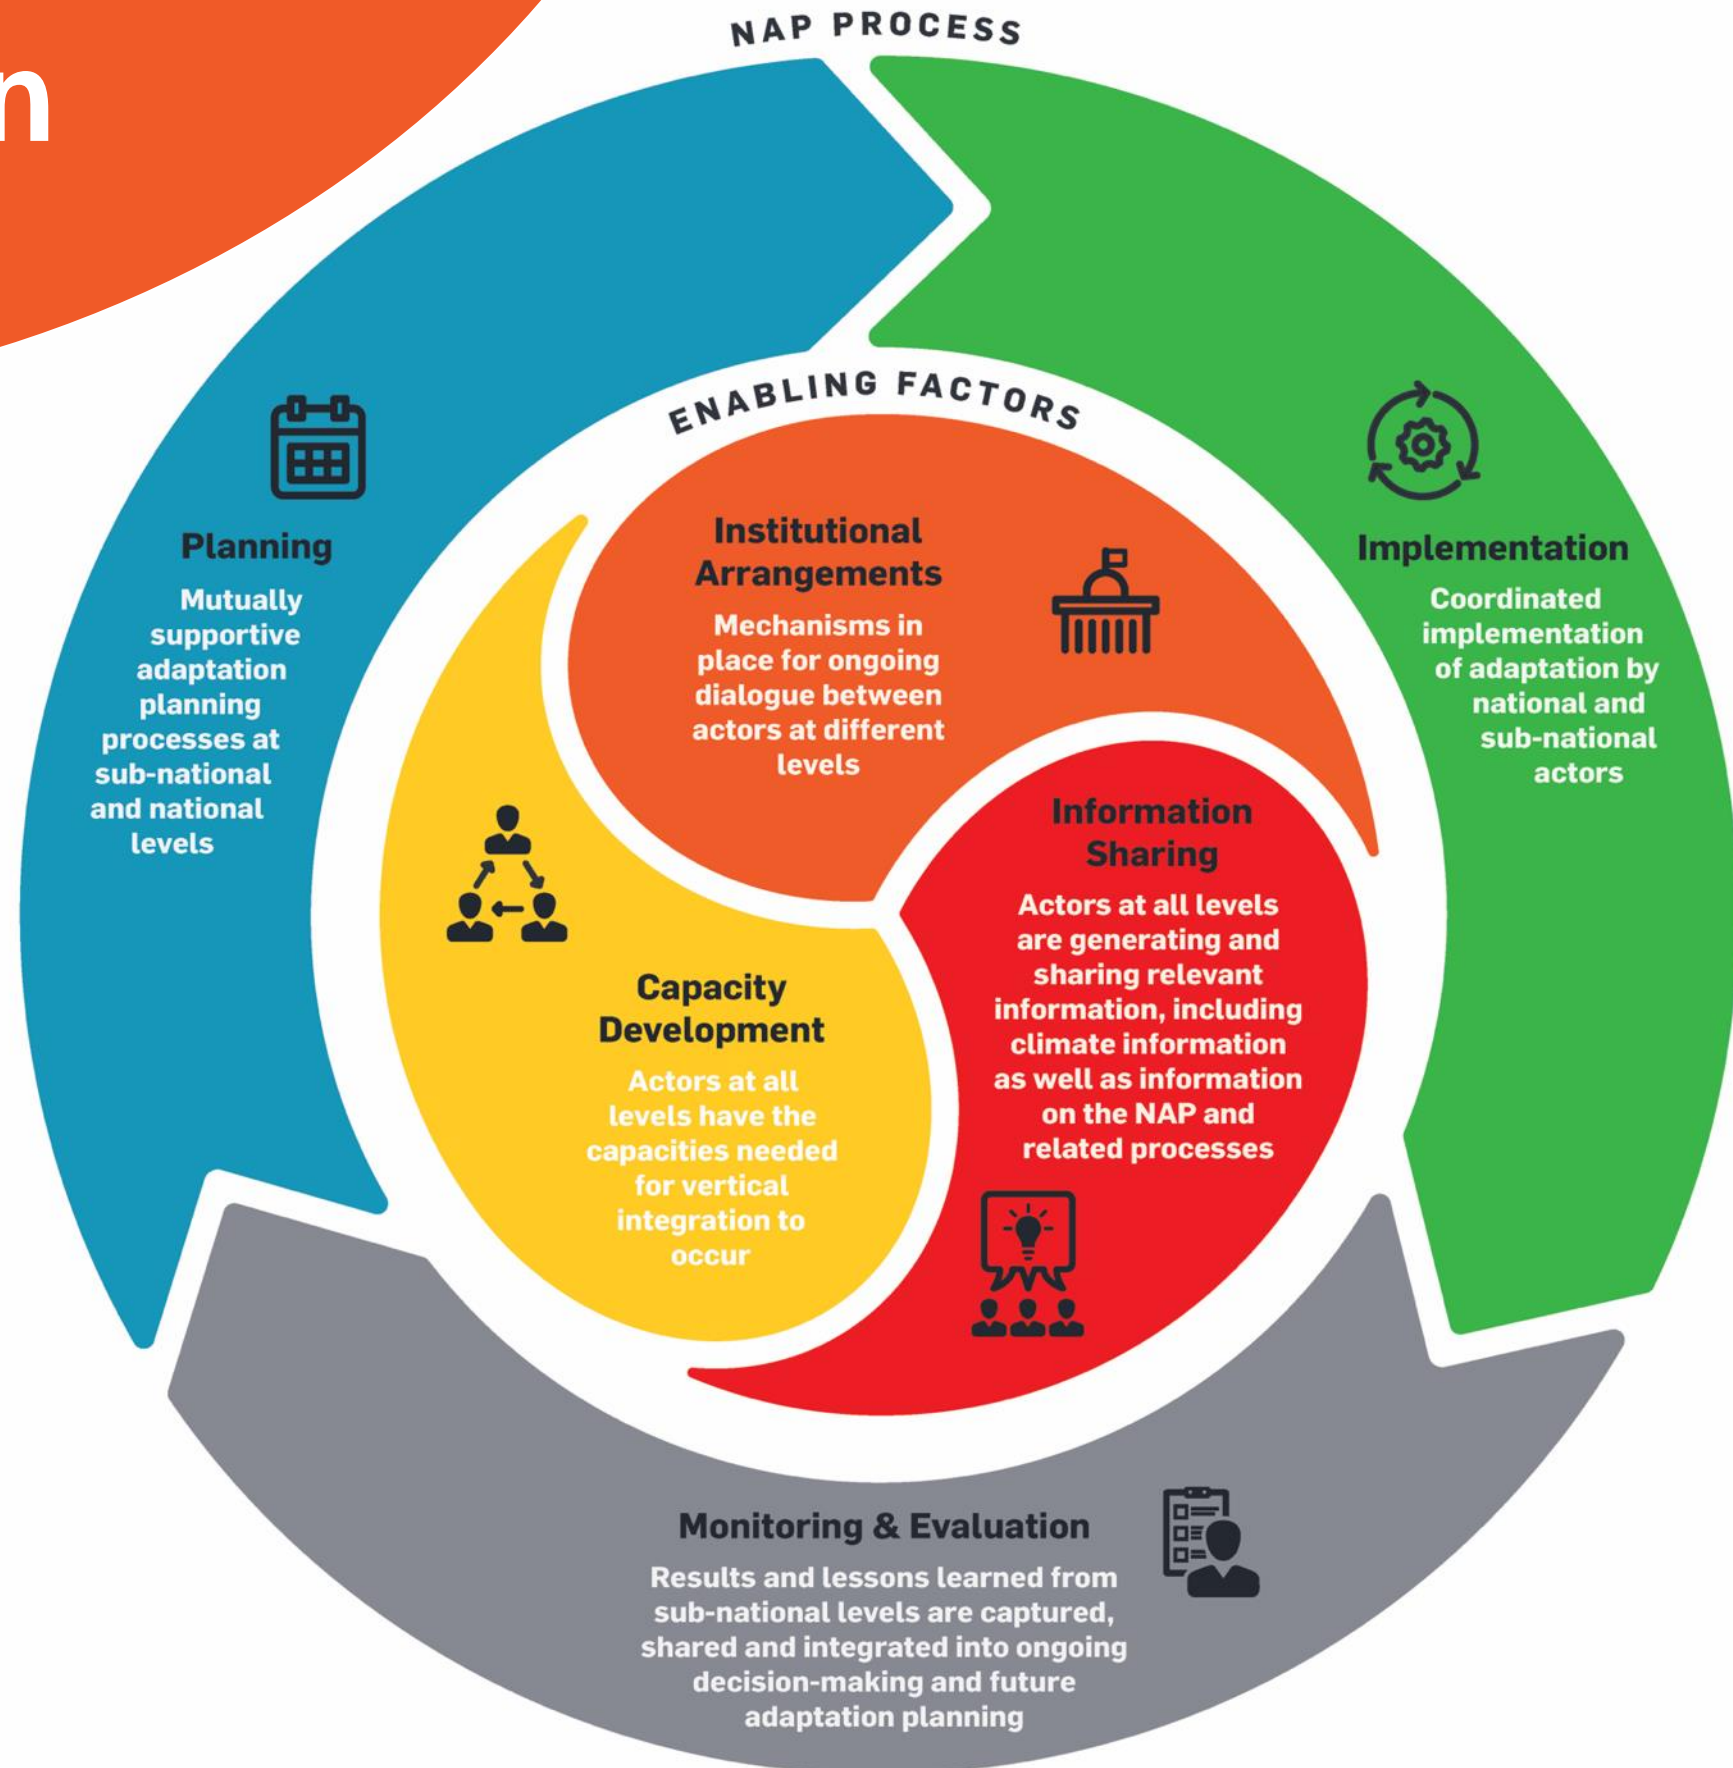 n
NAP PROCESS
ENABLING FACTORS
Planning
Mutually
supportive
adaptation
planning
processes at
sub-national
and national
levels
Implementation
Coordinated
implementation
of adaptation by
national and
sub-national
actors
Institutional
Arrangements
Mechanisms in
place for ongoing
dialogue between
actors at different
levels
Information
Sharing
Actors at all levels
are generating and
sharing relevant
information, including
climate information
as well as information
on the NAP and
related processes
Capacity
Development
Actors at all
levels have the
capacities needed
for vertical
integration to
occur
Monitoring & Evaluation
Results and lessons learned from
sub-national levels are captured,
shared and integrated into ongoing
decision-making and future
adaptation planning